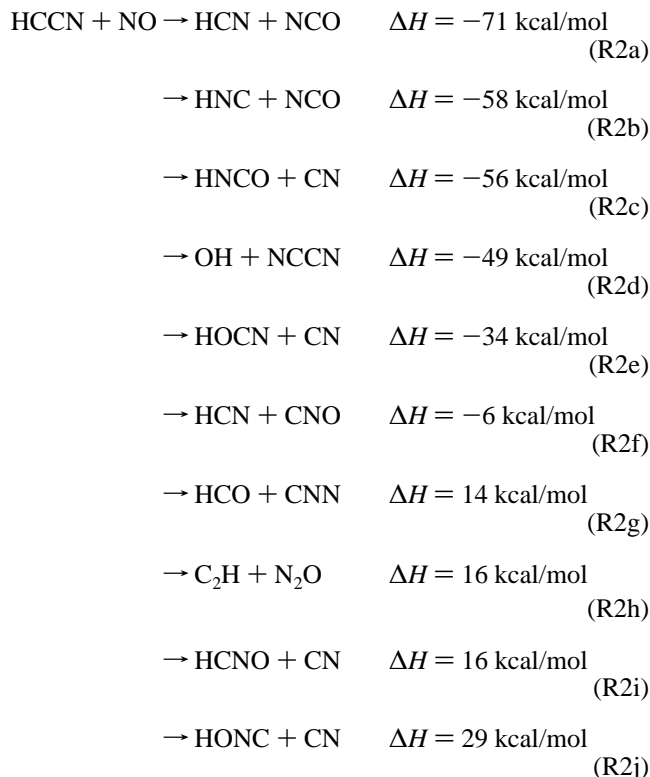 HCCN + NO → HCN + NCO ΔH = −71 kcal/mol
(R2a)
→ HNC + NCO ΔH = −58 kcal/mol
(R2b)
→ HNCO + CN ΔH = −56 kcal/mol
(R2c)
→ OH + NCCN ΔH = −49 kcal/mol
(R2d)
→ HOCN + CN ΔH = −34 kcal/mol
(R2e)
→ HCN + CNO ΔH = −6 kcal/mol
(R2f)
→ HCO + CNN ΔH = 14 kcal/mol
(R2g)
→ C₂H + N₂O ΔH = 16 kcal/mol
(R2h)
→ HCNO + CN ΔH = 16 kcal/mol
(R2i)
→ HONC + CN ΔH = 29 kcal/mol
(R2j)